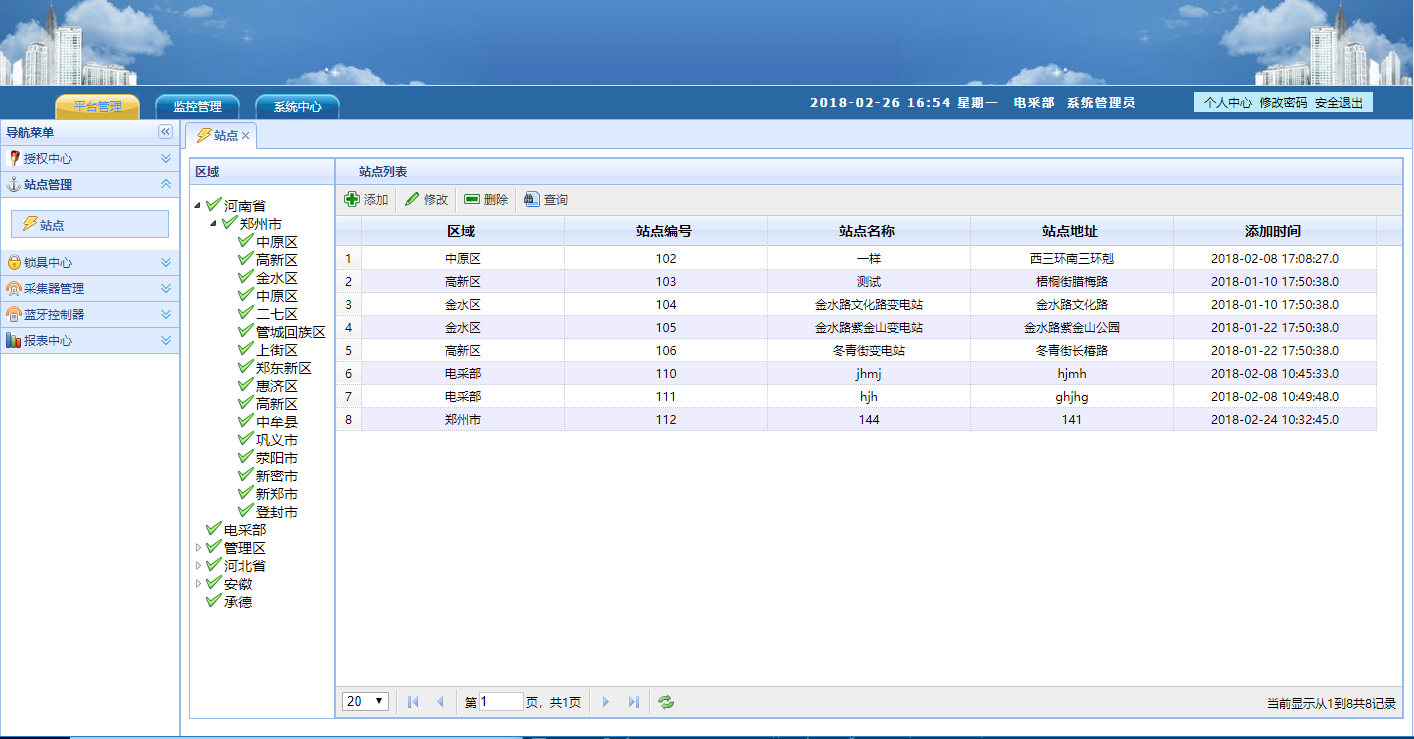 平台管理 监控管理 系统中心 2018-02-26 16:54 星期一 电采部 系统管理员 个人中心 修改密码 安全退出
导航菜单
授权中心
站点管理
站点
锁具中心
采集器管理
蓝牙控制器
报表中心
站点
区域
河南省
郑州市
中原区
高新区
金水区
中原区
二七区
管城回族区
上街区
郑东新区
惠济区
高新区
中牟县
巩义市
荥阳市
新密市
新郑市
登封市
电采部
管理区
河北省
安徽
承德
站点列表
添加 修改 删除 查询
区域 站点编号 站点名称 站点地址 添加时间
1 中原区 102 一样 西三环南三环剋 2018-02-08 17:08:27.0
2 高新区 103 测试 梧桐街腊梅路 2018-01-10 17:50:38.0
3 金水区 104 金水路文化路变电站 金水路文化路 2018-01-10 17:50:38.0
4 金水区 105 金水路紫金山变电站 金水路紫金山公园 2018-01-22 17:50:38.0
5 高新区 106 冬青街变电站 冬青街长椿路 2018-01-22 17:50:38.0
6 电采部 110 jhmj hjmh 2018-02-08 10:45:33.0
7 电采部 111 hjh ghjhg 2018-02-08 10:49:48.0
8 郑州市 112 144 141 2018-02-24 10:32:45.0
20 第 1 页, 共1页 当前显示从1到8共8记录